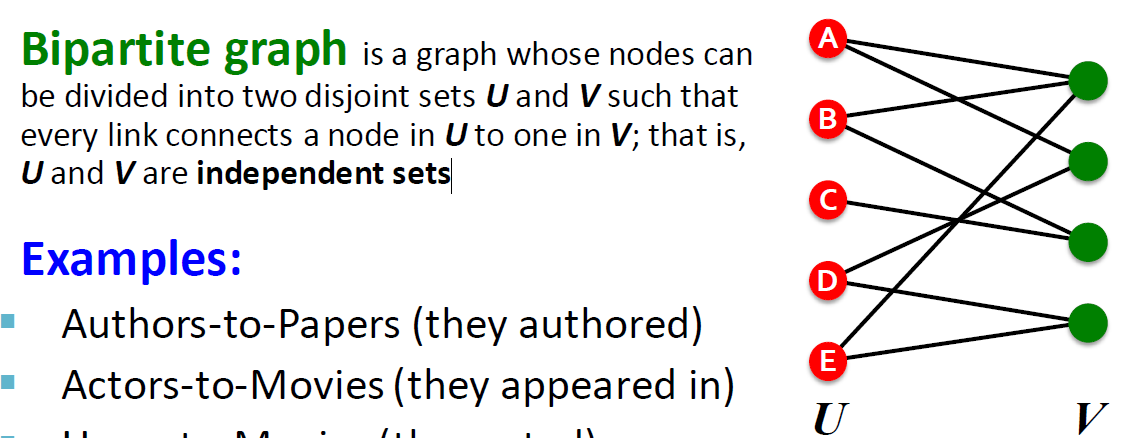 Bipartite graph is a graph whose nodes can
be divided into two disjoint sets U and V such that
every link connects a node in U to one in V; that is,
U and V are independent sets
Examples:
Authors-to-Papers (they authored)
Actors-to-Movies (they appeared in)
A
B
C
D
E
U
V